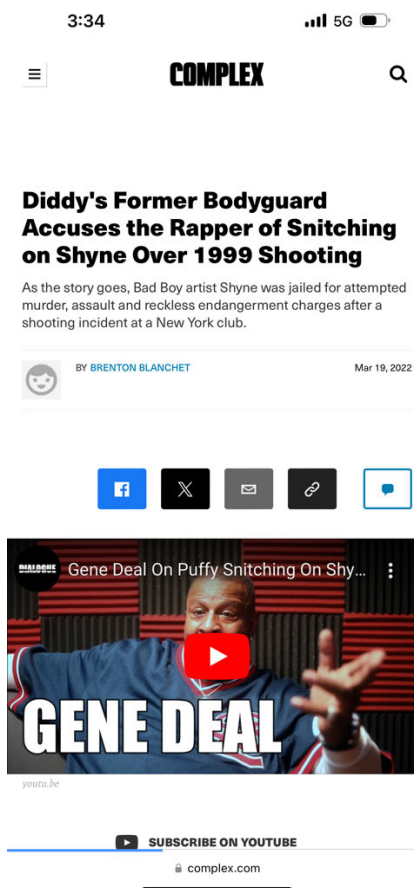 3:34
5G
COMPLEX
Diddy's Former Bodyguard
Accuses the Rapper of Snitching
on Shyne Over 1999 Shooting
As the story goes, Bad Boy artist Shyne was jailed for attempted
murder, assault and reckless endangerment charges after a
shooting incident at a New York club.
BY BRENTON BLANCHET
Mar 19, 2022
DIALOGUE
Gene Deal On Puffy Snitching On Shy...
GENE DEAL
youtu.be
SUBSCRIBE ON YOUTUBE
complex.com